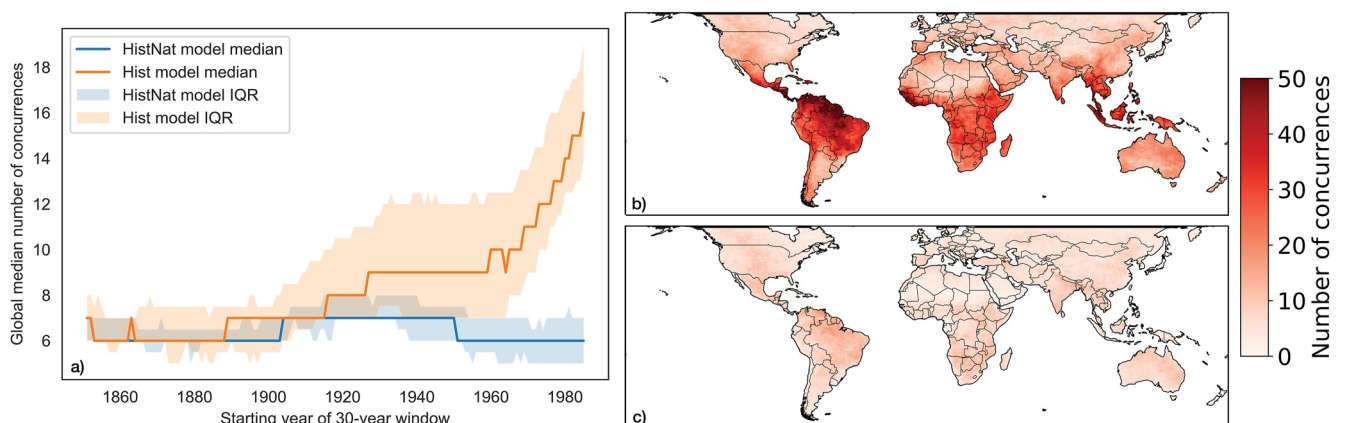 HistNat model median
Hist model median
HistNat model IQR
Hist model IQR
Global median number of concurrences
18
16
14
12
10
8
6
a)
1860 1880 1900 1920 1940 1960 1980
Starting year of 30-year window
b)
c)
50
40
30
20
10
0
Number of concurrences